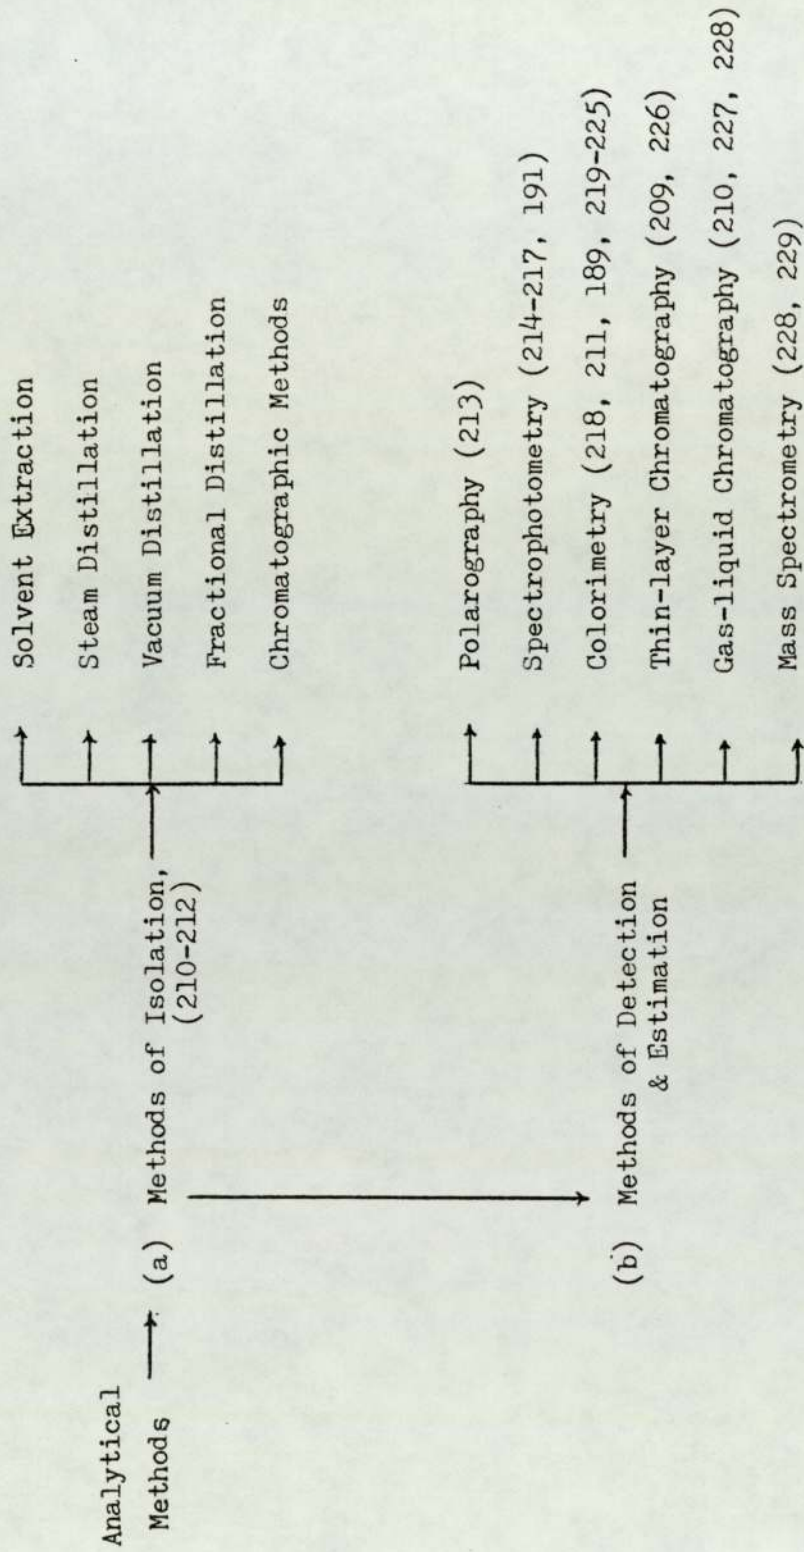 Analytical
Methods
(a) Methods of Isolation,
(210-212)
Solvent Extraction
Steam Distillation
Vacuum Distillation
Fractional Distillation
Chromatographic Methods
(b) Methods of Detection
& Estimation
Polarography (213)
Spectrophotometry (214-217, 191)
Colorimetry (218, 211, 189, 219-225)
Thin-layer Chromatography (209, 226)
Gas-liquid Chromatography (210, 227, 228)
Mass Spectrometry (228, 229)